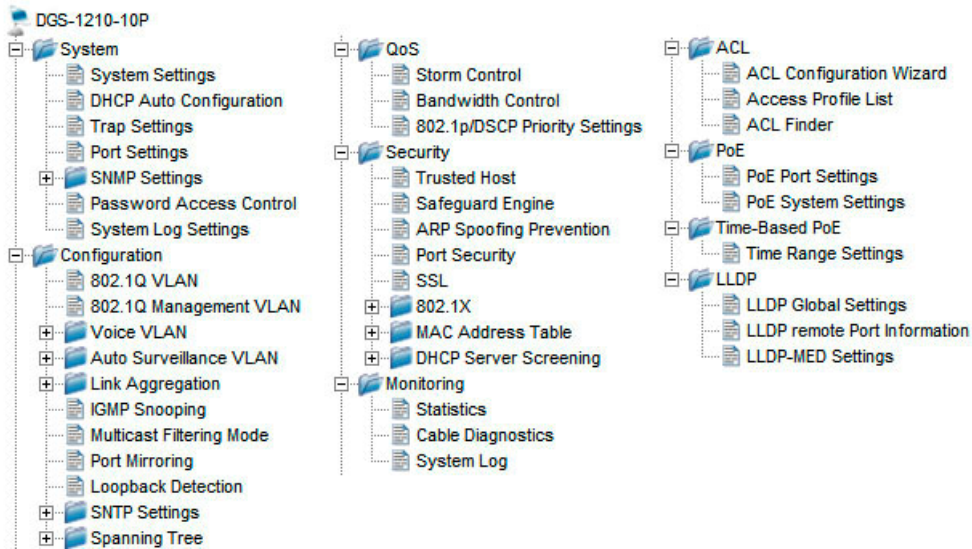 DGS-1210-10P
System
System Settings
DHCP Auto Configuration
Trap Settings
Port Settings
SNMP Settings
Password Access Control
System Log Settings
Configuration
802.1Q VLAN
802.1Q Management VLAN
Voice VLAN
Auto Surveillance VLAN
Link Aggregation
IGMP Snooping
Multicast Filtering Mode
Port Mirroring
Loopback Detection
SNTP Settings
Spanning Tree
QoS
Storm Control
Bandwidth Control
802.1p/DSCP Priority Settings
Security
Trusted Host
Safeguard Engine
ARP Spoofing Prevention
Port Security
SSL
802.1X
MAC Address Table
DHCP Server Screening
Monitoring
Statistics
Cable Diagnostics
System Log
ACL
ACL Configuration Wizard
Access Profile List
ACL Finder
PoE
PoE Port Settings
PoE System Settings
Time-Based PoE
Time Range Settings
LLDP
LLDP Global Settings
LLDP remote Port Information
LLDP-MED Settings